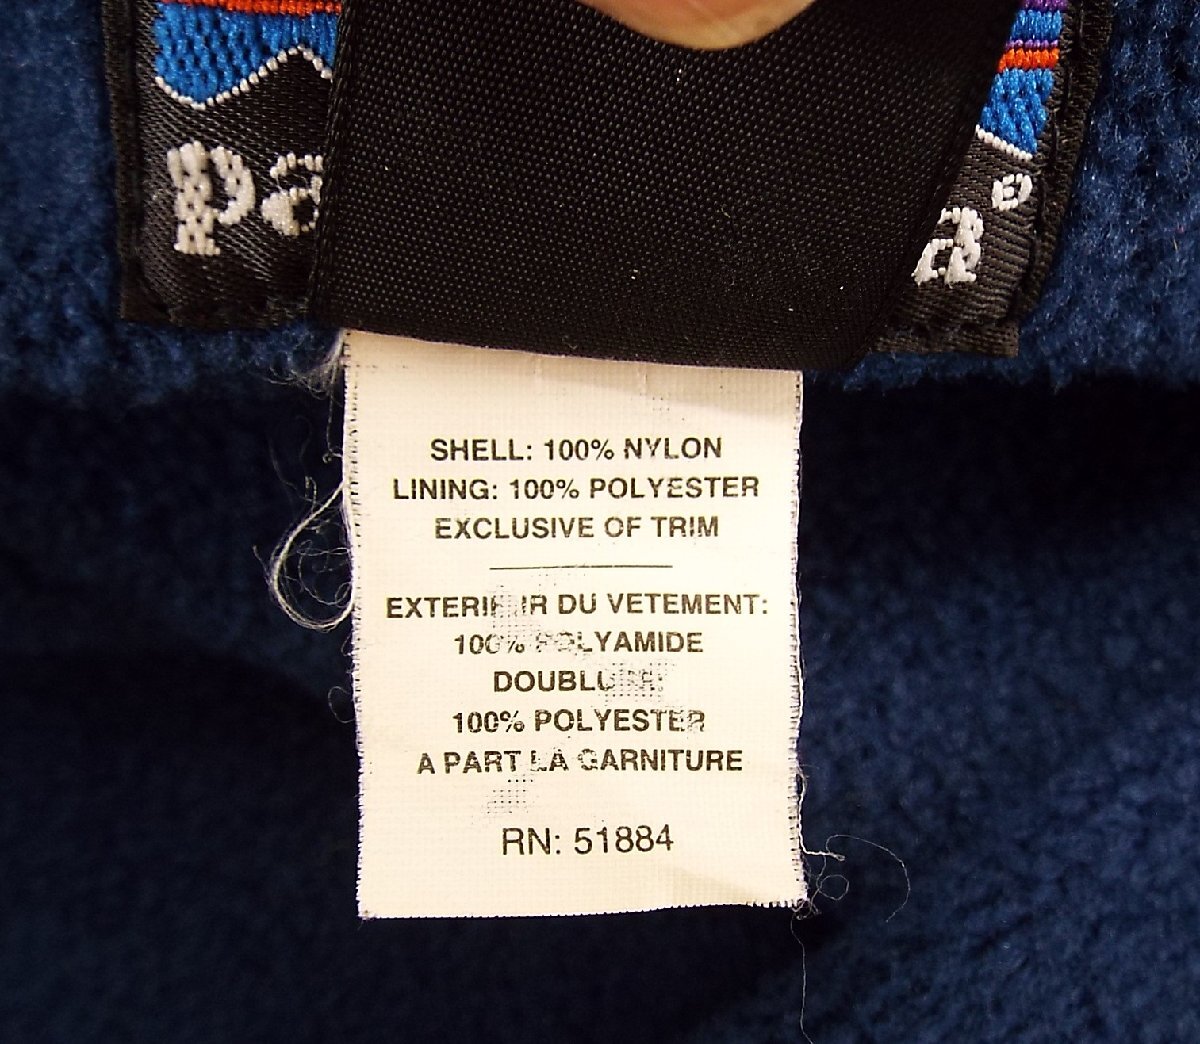 pa
a®
SHELL: 100% NYLON
LINING: 100% POLYESTER
EXCLUSIVE OF TRIM
EXTERIEUR DU VETEMENT:
100% POLYAMIDE
100% POLYESTER
A PART LA GARNITURE
RN: 51884